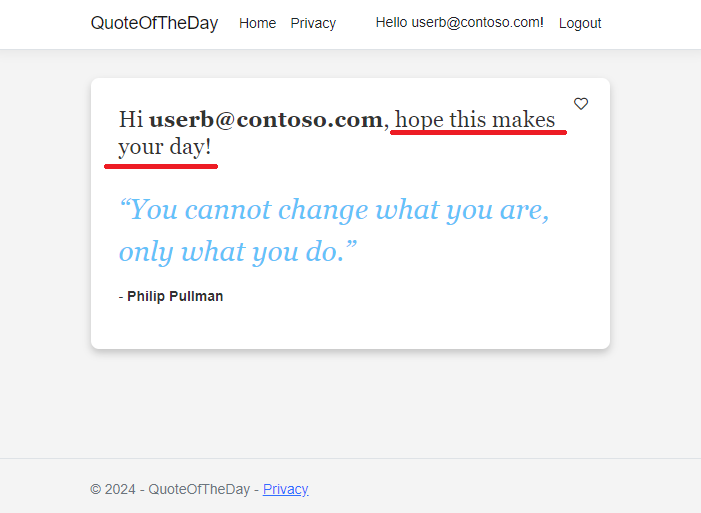 QuoteOfTheDay Home Privacy Hello userb@contoso.com! Logout
Hi userb@contoso.com, hope this makes
your day!
“You cannot change what you are,
only what you do.”
- Philip Pullman
© 2024 - QuoteOfTheDay - Privacy